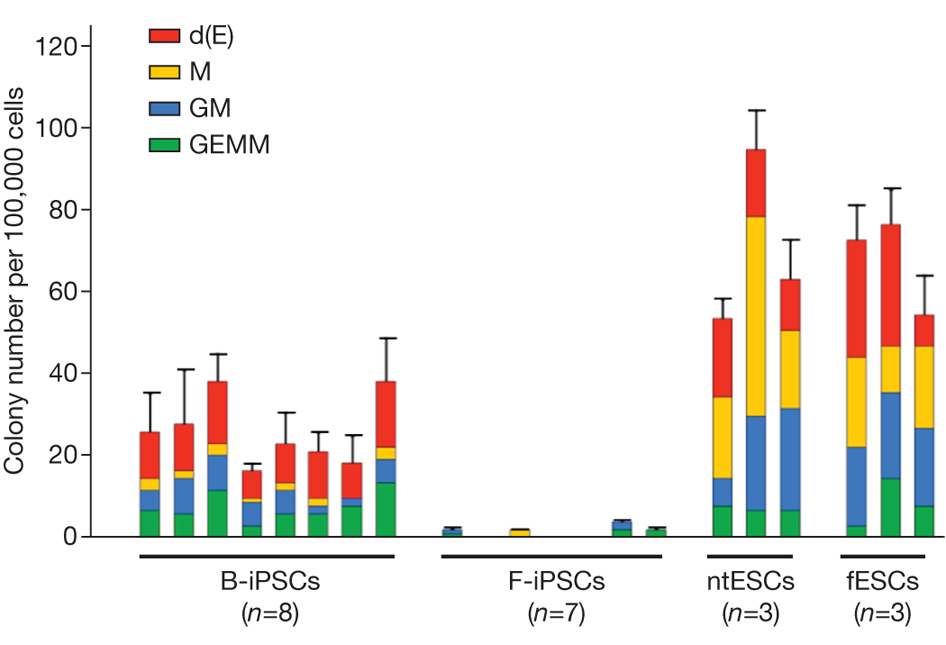 Colony number per 100,000 cells
120
100
80
60
40
20
0
d(E)
M
GM
GEMM
B-iPSCs
(n=8)
F-iPSCs
(n=7)
ntESCs
(n=3)
fESCs
(n=3)